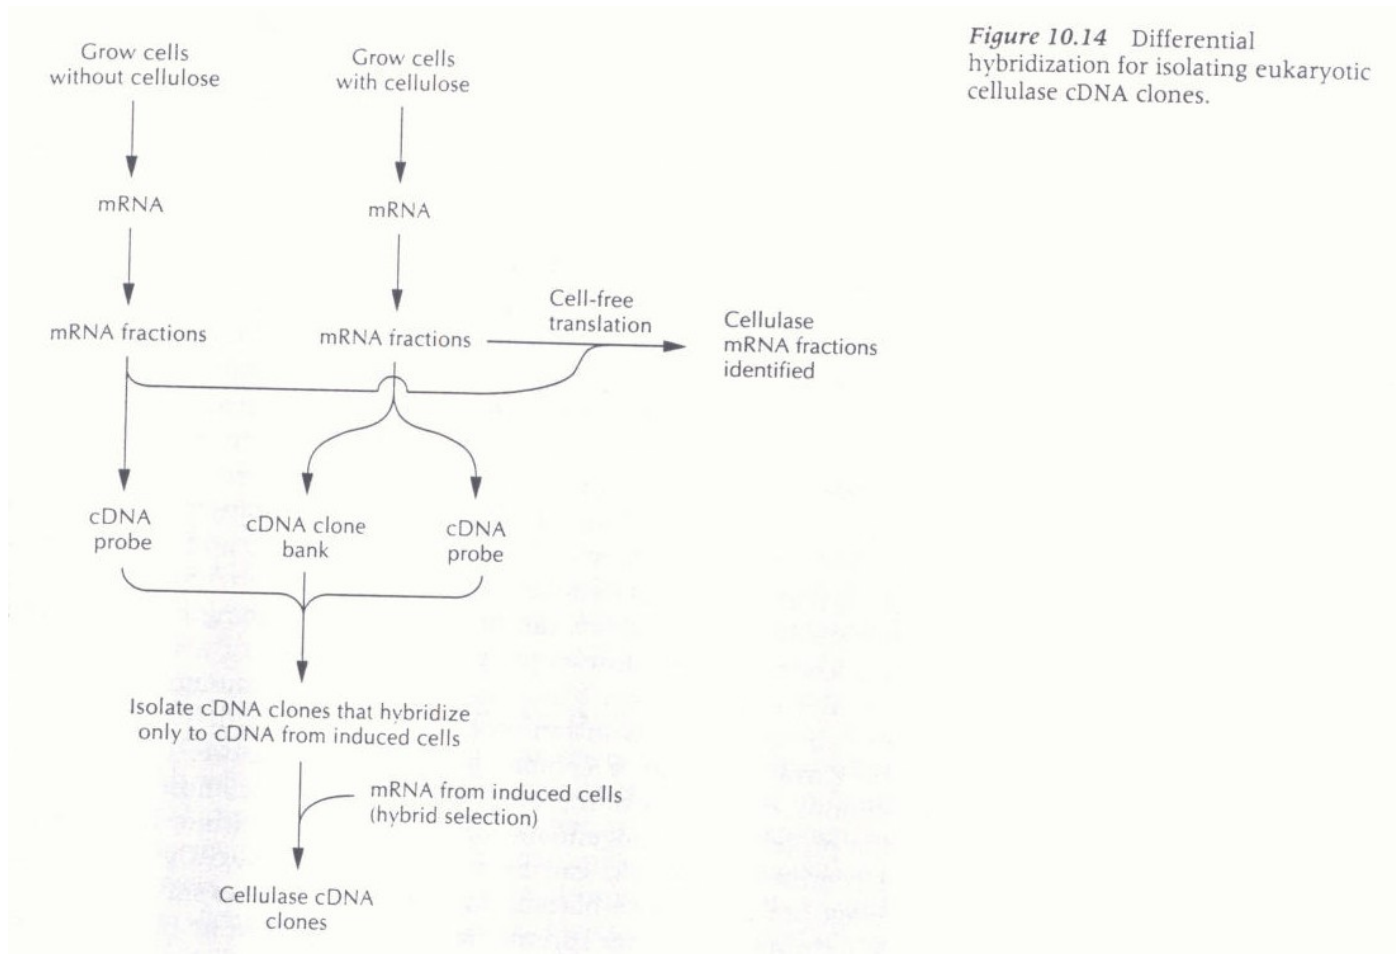 Figure 10.14 Differential
hybridization for isolating eukaryotic
cellulase cDNA clones.
Grow cells
without cellulose
Grow cells
with cellulose
mRNA
mRNA
mRNA fractions
mRNA fractions
Cell-free
translation
Cellulase
mRNA fractions
identified
cDNA
probe
cDNA clone
bank
cDNA
probe
Isolate cDNA clones that hybridize
only to cDNA from induced cells
mRNA from induced cells
(hybrid selection)
Cellulase cDNA
clones